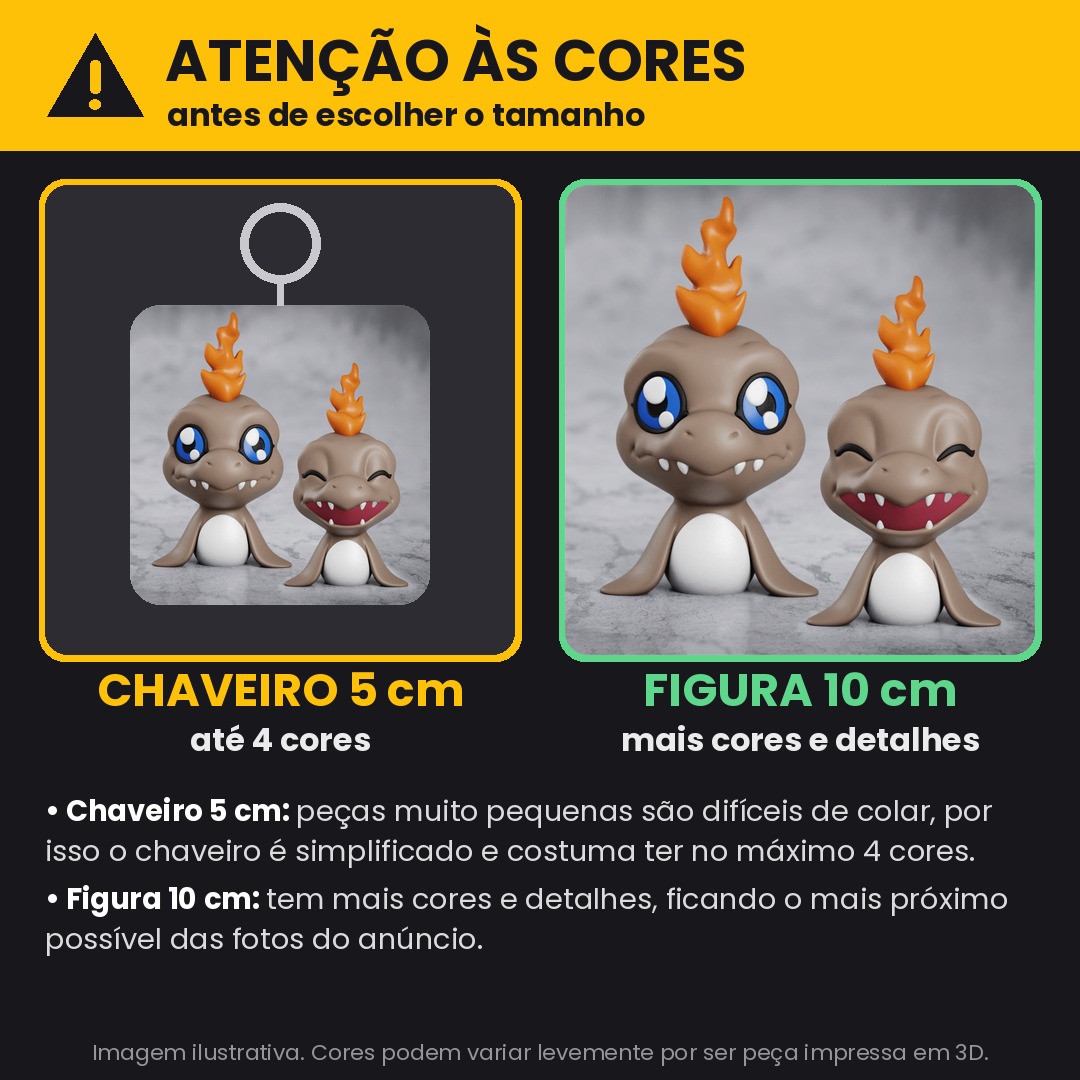 ATENÇÃO ÀS CORES
antes de escolher o tamanho
CHAVEIRO 5 cm
até 4 cores
FIGURA 10 cm
mais cores e detalhes
• Chaveiro 5 cm: peças muito pequenas são difíceis de colar, por
isso o chaveiro é simplificado e costuma ter no máximo 4 cores.
• Figura 10 cm: tem mais cores e detalhes, ficando o mais próximo
possível das fotos do anúncio.
Imagem ilustrativa. Cores podem variar levemente por ser peça impressa em 3D.